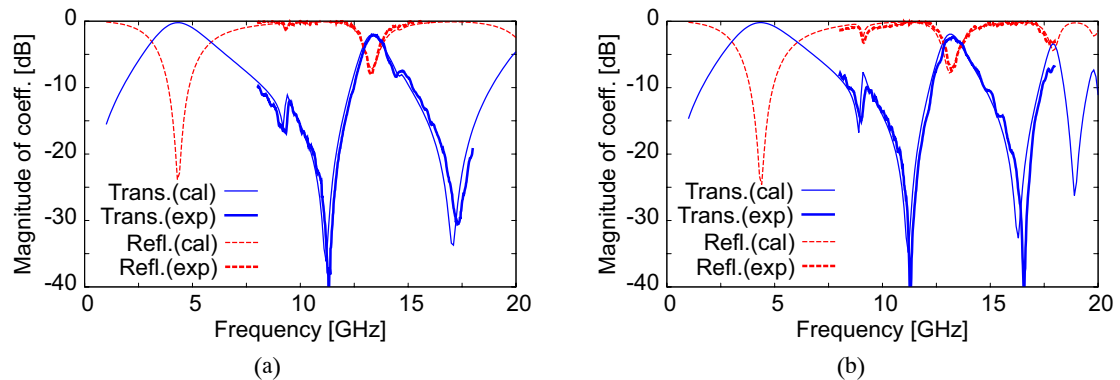 Magnitude of coeff. [dB]
0
-10
-20
-30
-40
Trans.(cal)
Trans.(exp)
Refl.(cal)
Refl.(exp)
0
5
10
15
20
Frequency [GHz]
(a)
Magnitude of coeff. [dB]
0
-10
-20
-30
-40
Trans.(cal)
Trans.(exp)
Refl.(cal)
Refl.(exp)
0
5
10
15
20
Frequency [GHz]
(b)